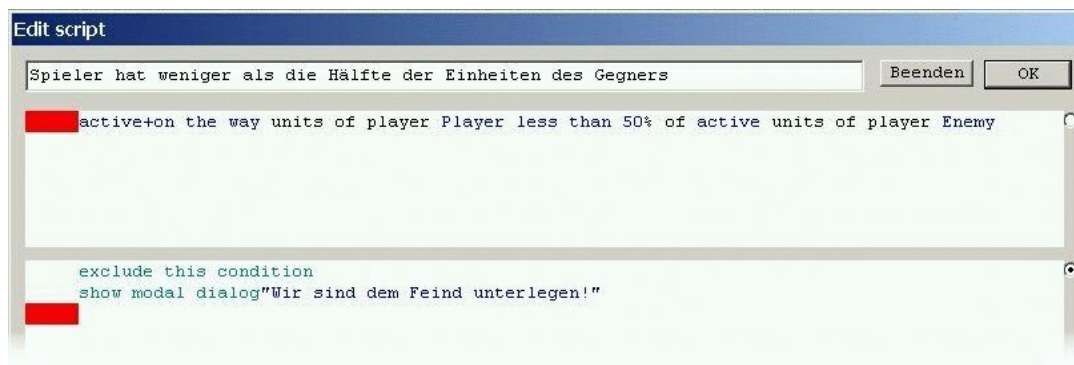 Edit script
Spieler hat weniger als die Hälfte der Einheiten des Gegners Beenden OK
active+on the way units of player Player less than 50% of active units of player Enemy
exclude this condition
show modal dialog"Wir sind dem Feind unterlegen!"